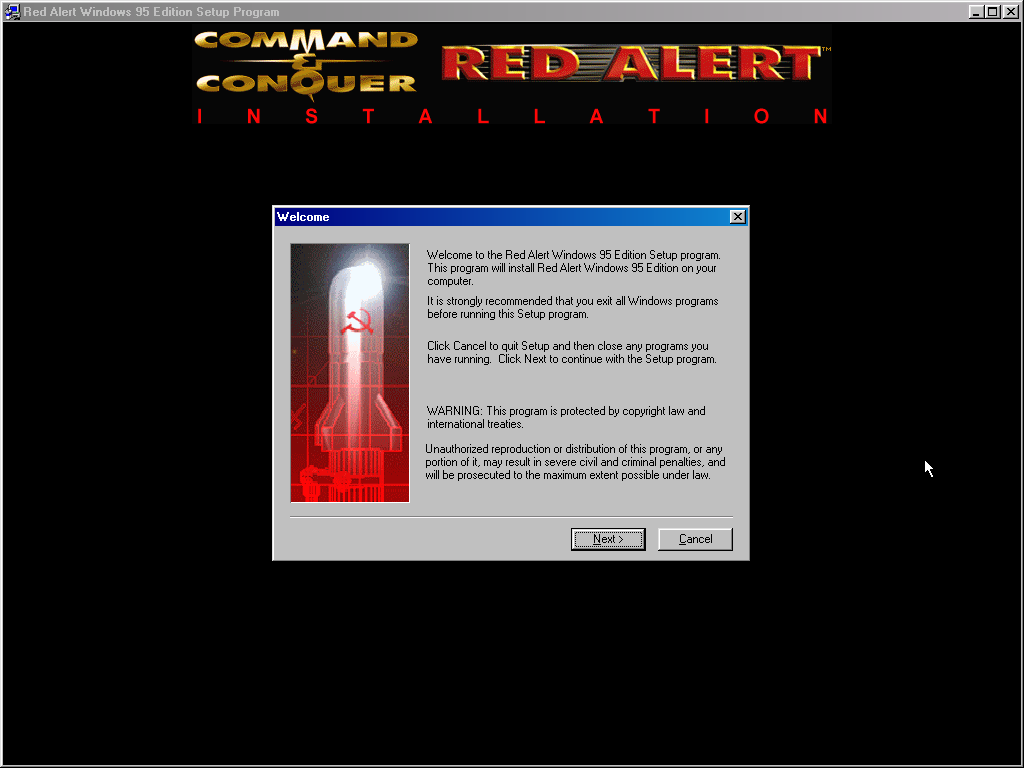 Red Alert Windows 95 Edition Setup Program
COMMAND
&
CONQUER
RED ALERT™
INSTALLATION
Welcome
Welcome to the Red Alert Windows 95 Edition Setup program.
This program will install Red Alert Windows 95 Edition on your
computer.
It is strongly recommended that you exit all Windows programs
before running this Setup program.
Click Cancel to quit Setup and then close any programs you
have running.  Click Next to continue with the Setup program.
WARNING: This program is protected by copyright law and
international treaties.
Unauthorized reproduction or distribution of this program, or any
portion of it, may result in severe civil and criminal penalties, and
will be prosecuted to the maximum extent possible under law.
Next >
Cancel